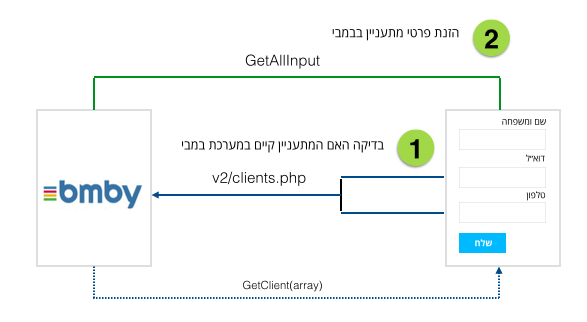 הזנת פרטי מתעניין בבמבי
2
GetAllInput
שם ומשפחה
בדיקה האם המתעניין קיים במערכת במבי
1
דוא״ל
v2/clients.php
bmby
טלפון
שלח
GetClient(array)